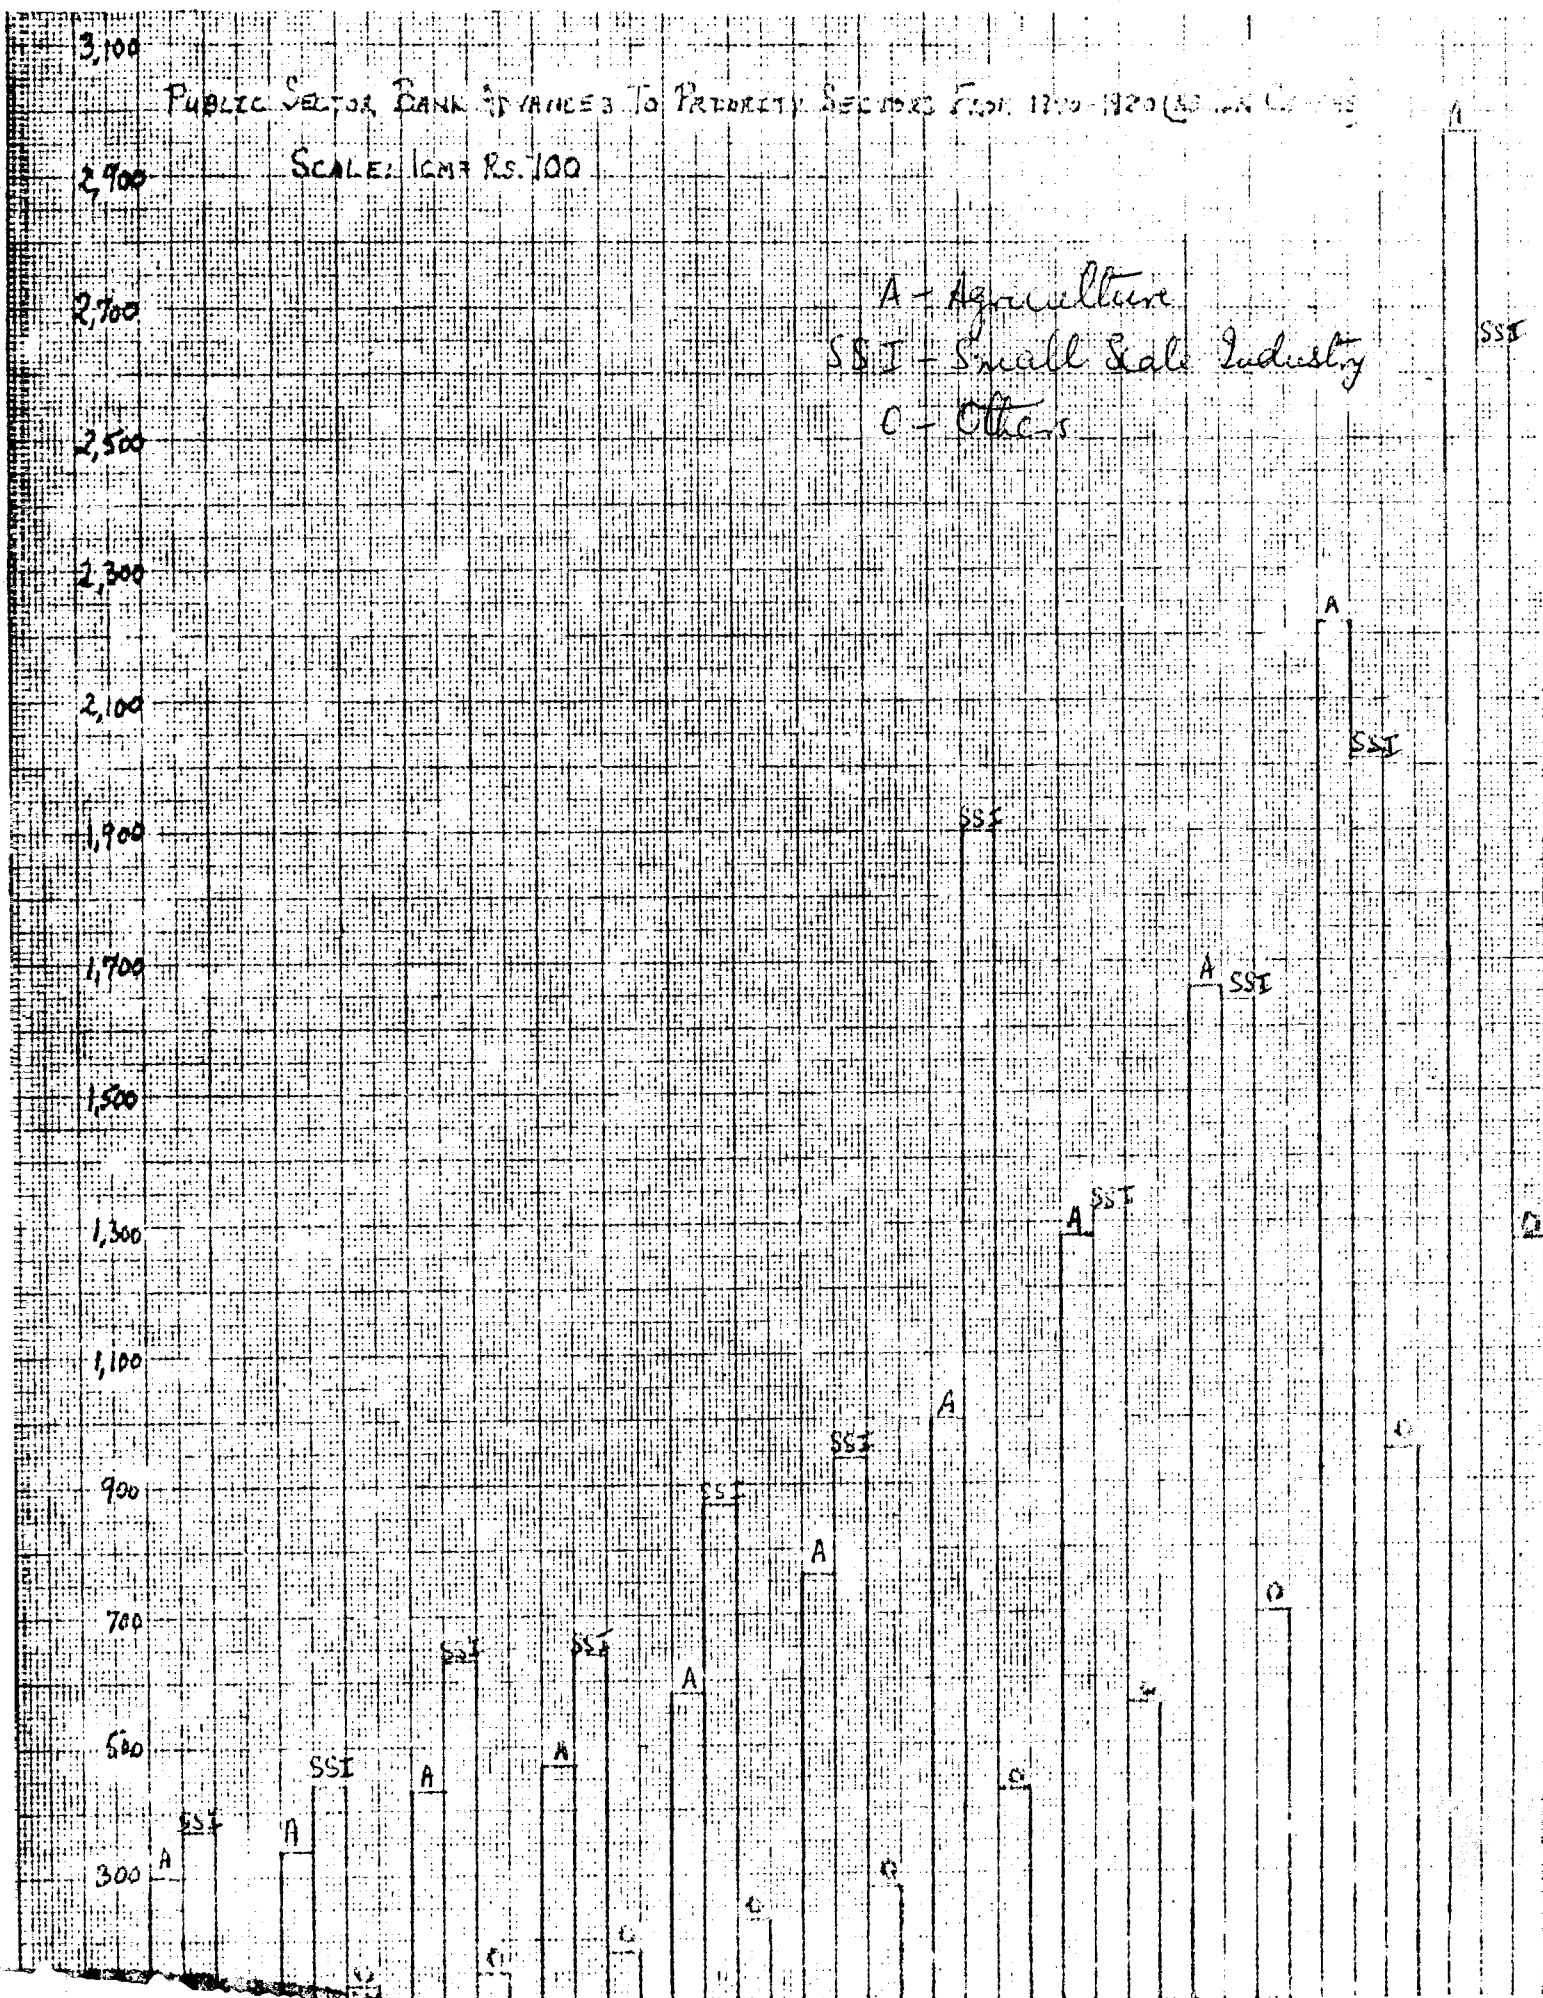 3,100
PUBLIC SECTOR BANK ADVANCES TO PRIORITY SECTORS FROM
SCALE: 1CM= RS. 100
2,900
A - Agriculture
SSI - Small Scale Industry
O - Others
2,700
2,500
2,300
2,100
1,900
1,700
1,500
1,300
1,100
900
700
500
300
A
SSI
A
SSI
O
A
SSI
O
A
SSI
O
A
SSI
O
A
SSI
O
A
SSI
O
A
SSI
A
SSI
O
A
SSI
O
A
SSI
O